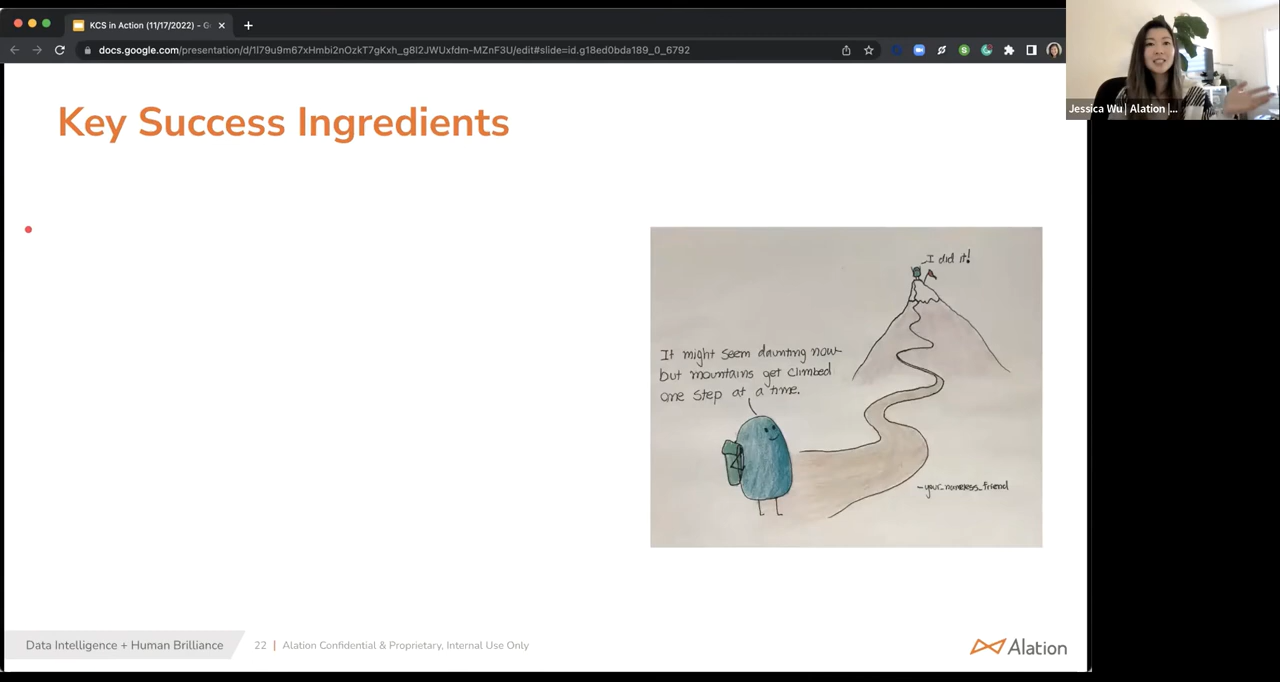 KCS in Action (11/17/2022) - G
docs.google.com/presentation/d/1l79u9m67xHmbi2nOzkT7gKxh_g8I2JWUxfdm-MZnF3U/edit#slide=id.g18ed0bda189_0_6792
Jessica Wu | Alation |...
Key Success Ingredients
I did it!
It might seem daunting now
but mountains get climbed
one step at a time.
-your_nameless_friend
Data Intelligence + Human Brilliance
22 | Alation Confidential & Proprietary, Internal Use Only
Alation